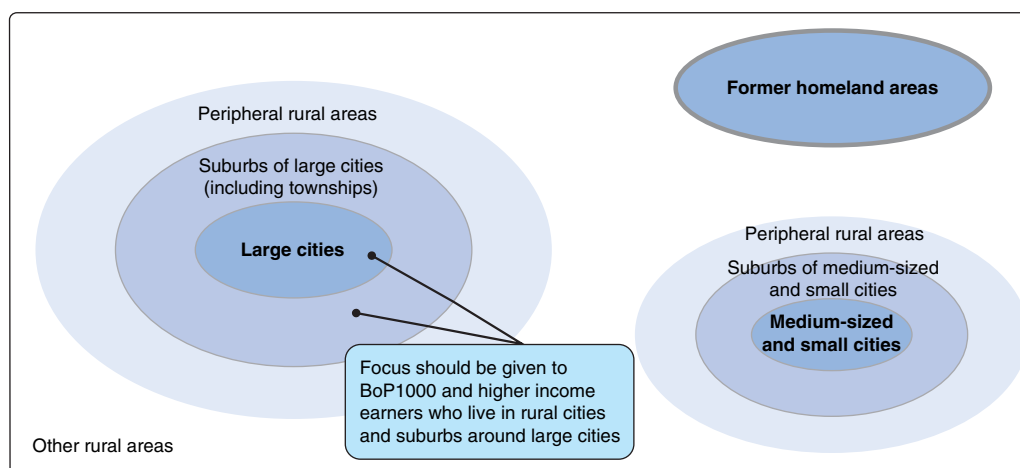 Former homeland areas
Peripheral rural areas
Suburbs of large cities
(including townships)
Large cities
Peripheral rural areas
Suburbs of medium-sized
and small cities
Medium-sized
and small cities
Focus should be given to
BoP1000 and higher income
earners who live in rural cities
and suburbs around large cities
Other rural areas